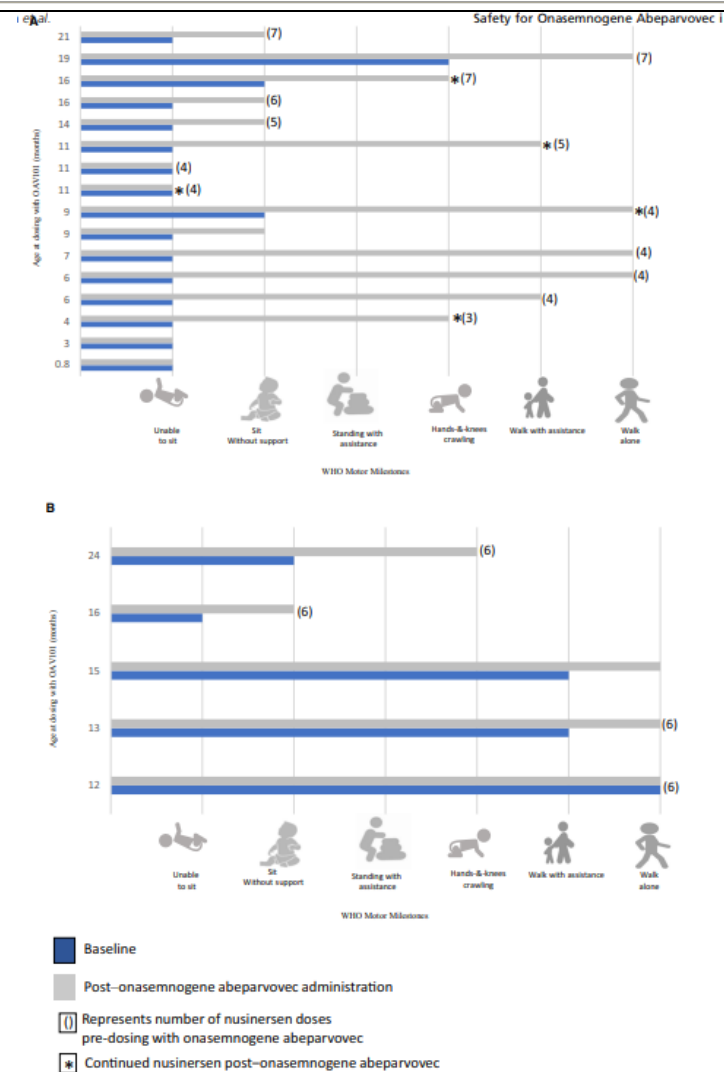 et al.
Safety for Onasemnogene Abeparvovec i
A
21 (7)
19 (7)
16 *(7)
16 (6)
14 (5)
11 *(5)
11 (4)
11 *(4)
9 *(4)
9
7 (4)
6 (4)
6 (4)
4 *(3)
3
0.8
Age at dosing with OAV101 (months)
Unable to sit
Sit Without support
Standing with assistance
Hands-&-knees crawling
Walk with assistance
Walk alone
WHO Motor Milestones
B
24 (6)
16 (6)
15
13 (6)
12 (6)
Age at dosing with OAV101 (months)
Unable to sit
Sit Without support
Standing with assistance
Hands-&-knees crawling
Walk with assistance
Walk alone
WHO Motor Milestones
Baseline
Post–onasemnogene abeparvovec administration
() Represents number of nusinersen doses
pre-dosing with onasemnogene abeparvovec
* Continued nusinersen post–onasemnogene abeparvovec